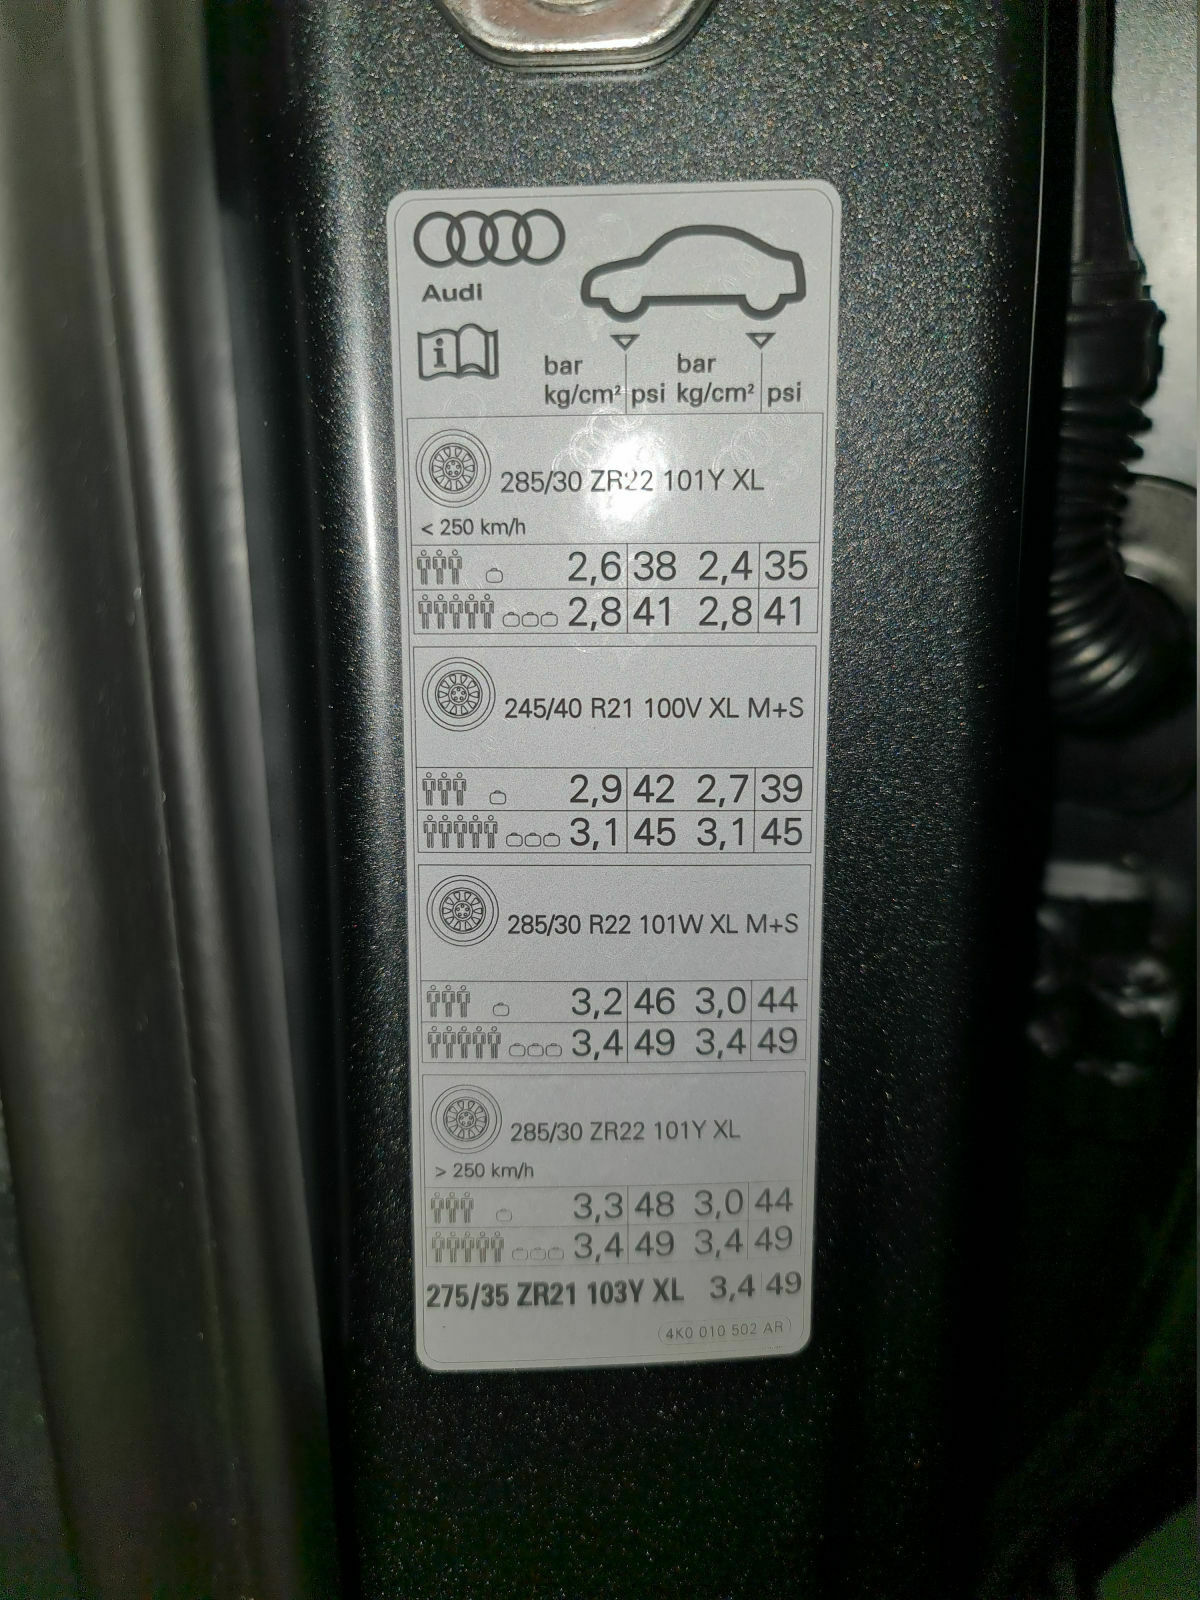 Audi
i
bar bar
kg/cm² psi kg/cm² psi
285/30 ZR22 101Y XL
< 250 km/h
2,6 38 2,4 35
2,8 41 2,8 41
245/40 R21 100V XL M+S
2,9 42 2,7 39
3,1 45 3,1 45
285/30 R22 101W XL M+S
3,2 46 3,0 44
3,4 49 3,4 49
285/30 ZR22 101Y XL
> 250 km/h
3,3 48 3,0 44
3,4 49 3,4 49
275/35 ZR21 103Y XL 3,4 49
4K0 010 502 AR